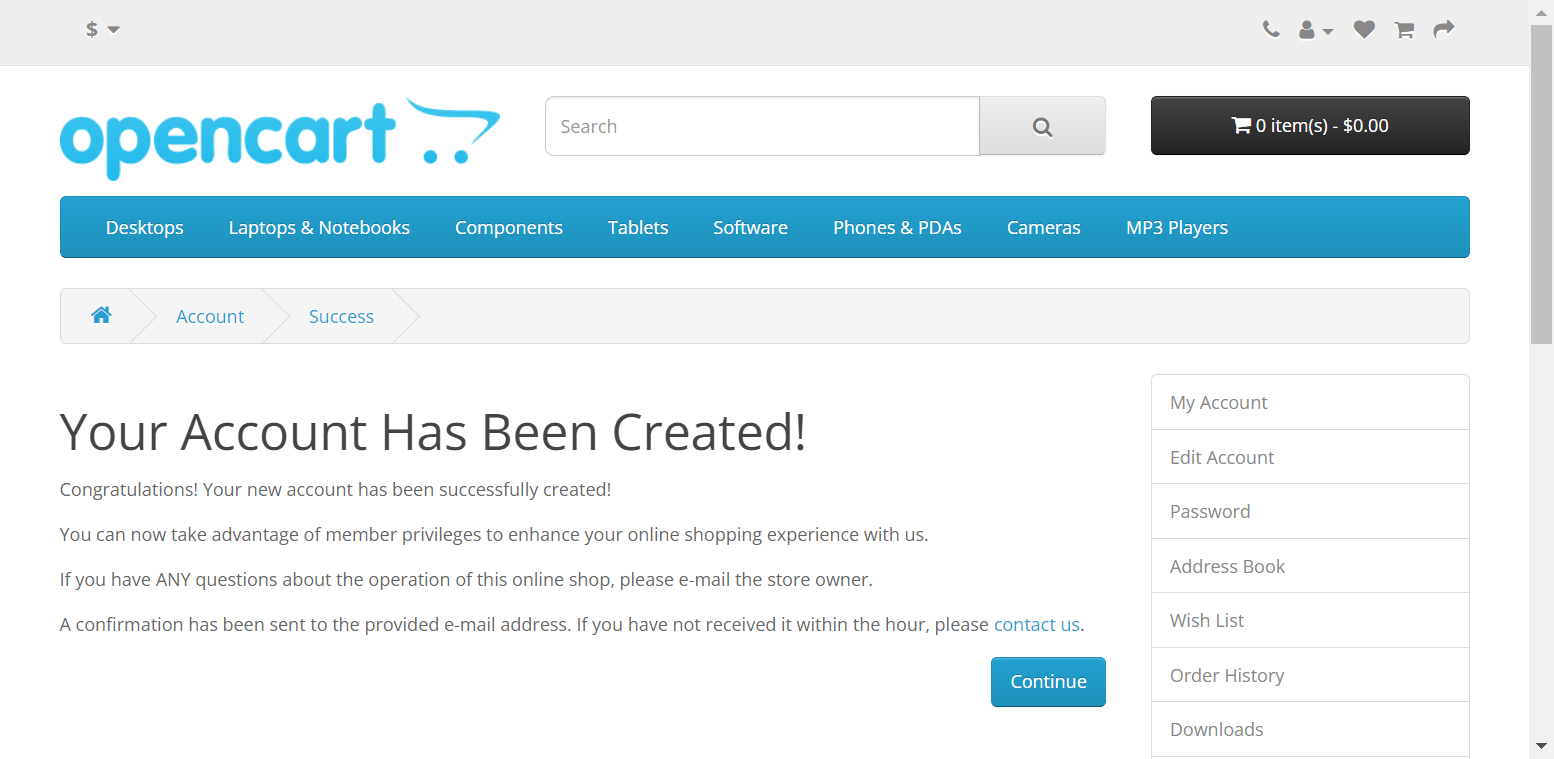 $
opencart
Search
0 item(s) - $0.00
Desktops
Laptops & Notebooks
Components
Tablets
Software
Phones & PDAs
Cameras
MP3 Players
Account
Success
Your Account Has Been Created!
Congratulations! Your new account has been successfully created!
You can now take advantage of member privileges to enhance your online shopping experience with us.
If you have ANY questions about the operation of this online shop, please e-mail the store owner.
A confirmation has been sent to the provided e-mail address. If you have not received it within the hour, please contact us.
Continue
My Account
Edit Account
Password
Address Book
Wish List
Order History
Downloads